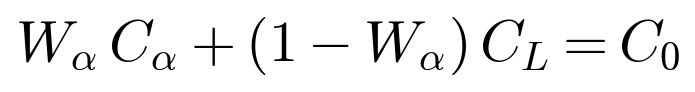 W_α C_α + (1 − W_α) C_L = C_0